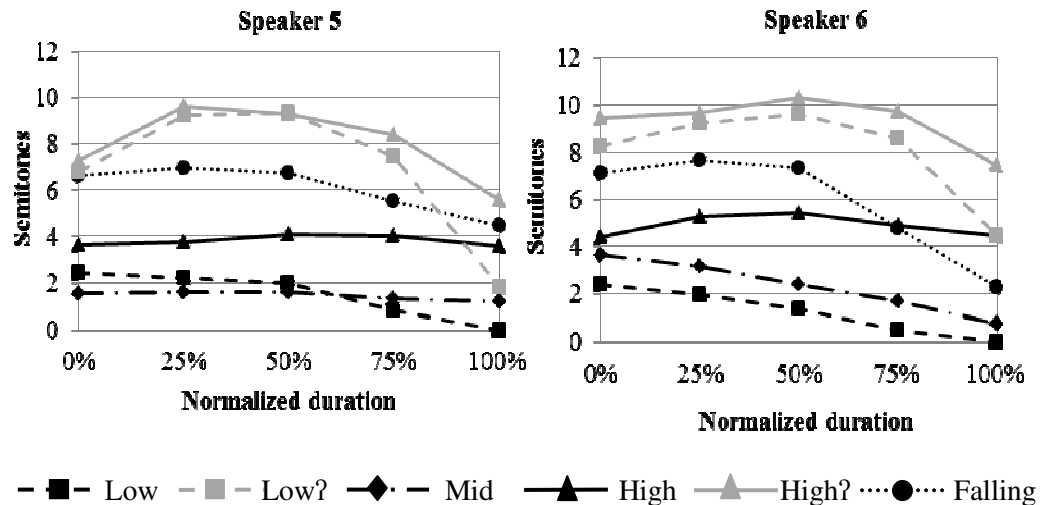 Speaker 5
Semitones
12
10
8
6
4
2
0
0% 25% 50% 75% 100%
Normalized duration
Speaker 6
Semitones
12
10
8
6
4
2
0
0% 25% 50% 75% 100%
Normalized duration
Low Low? Mid High High? Falling